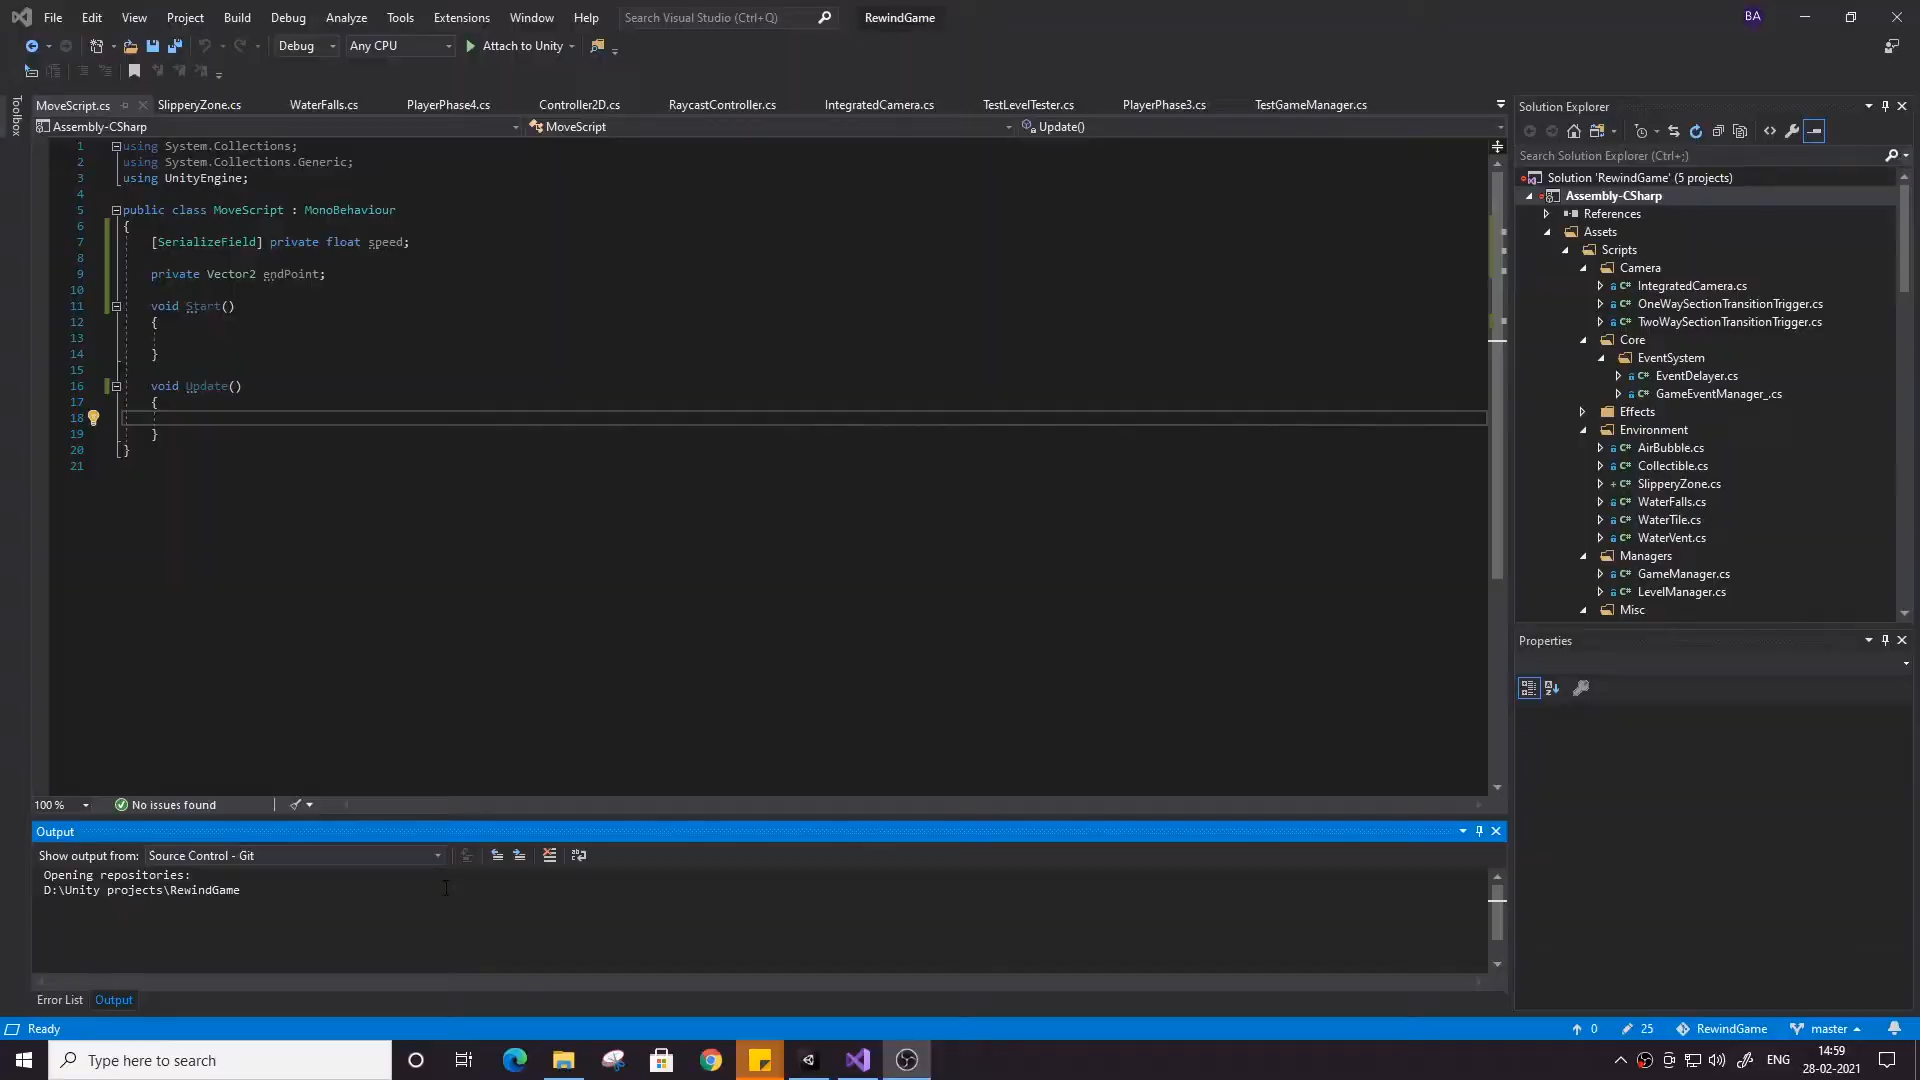 File Edit View Project Build Debug Analyze Tools Extensions Window Help Search Visual Studio (Ctrl+Q) RewindGame BA
Debug Any CPU Attach to Unity
Toolbox
MoveScript.cs SlipperyZone.cs WaterFalls.cs PlayerPhase4.cs Controller2D.cs RaycastController.cs IntegratedCamera.cs TestLevelTester.cs PlayerPhase3.cs TestGameManager.cs
Assembly-CSharp MoveScript Update()
1 using System.Collections;
2 using System.Collections.Generic;
3 using UnityEngine;
4
5 public class MoveScript : MonoBehaviour
6 {
7 [SerializeField] private float speed;
8
9 private Vector2 endPoint;
10
11 void Start()
12 {
13
14 }
15
16 void Update()
17 {
18
19 }
20 }
21
100 % No issues found
Output
Show output from: Source Control - Git
Opening repositories:
D:\Unity projects\RewindGame
Error List Output
Solution Explorer
Search Solution Explorer (Ctrl+;)
Solution 'RewindGame' (5 projects)
Assembly-CSharp
References
Assets
Scripts
Camera
C# IntegratedCamera.cs
C# OneWaySectionTransitionTrigger.cs
C# TwoWaySectionTransitionTrigger.cs
Core
EventSystem
C# EventDelayer.cs
C# GameEventManager_.cs
Effects
Environment
C# AirBubble.cs
C# Collectible.cs
+ C# SlipperyZone.cs
C# WaterFalls.cs
C# WaterTile.cs
C# WaterVent.cs
Managers
C# GameManager.cs
C# LevelManager.cs
Misc
Properties
Ready 0 25 RewindGame master
Type here to search ENG 14:59
28-02-2021